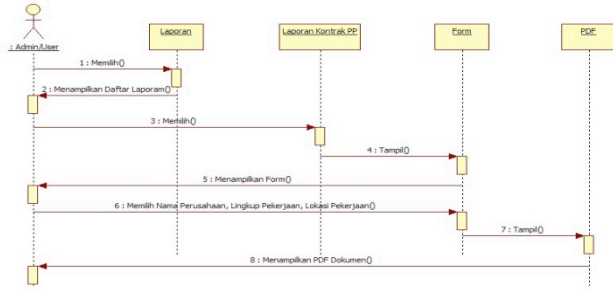 Laporan
Laporan Kontrak PP
Form
PDF
: Admin/User
1 : Memilih()
2 : Menampilkan Daftar Laporam()
3 : Memilih()
4 : Tampil()
5 : Menampilkan Form()
6 : Memilih Nama Perusahaan, Lingkup Pekerjaan, Lokasi Pekerjaan()
7 : Tampil()
8 : Menampilkan PDF Dokumen()